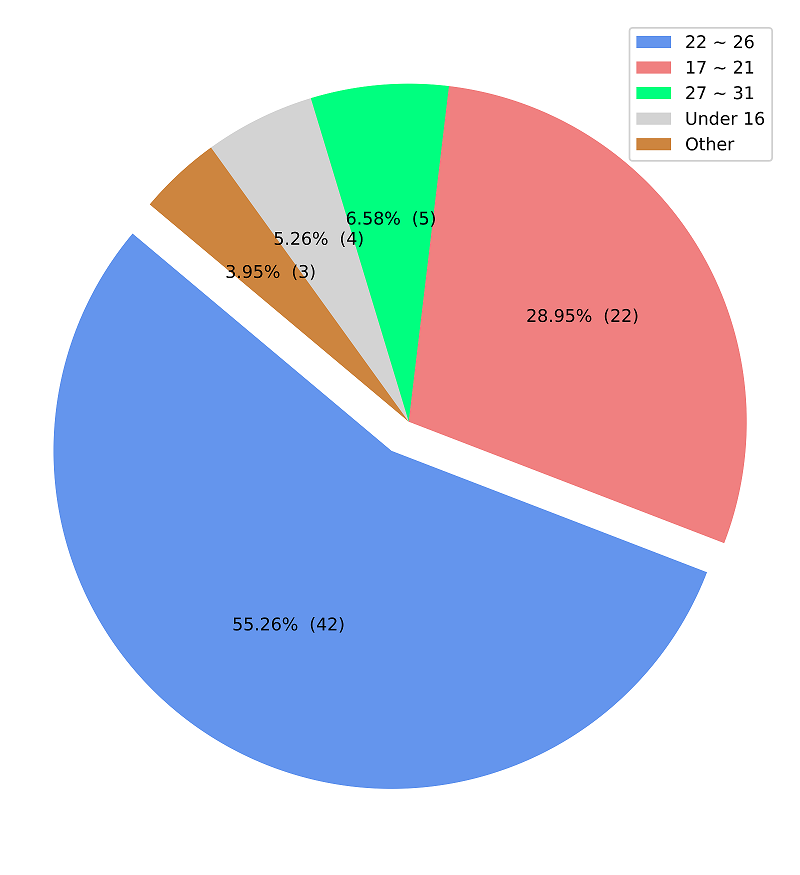 22 ~ 26
17 ~ 21
27 ~ 31
Under 16
Other
6.58%  (5)
5.26%  (4)
3.95%  (3)
28.95%  (22)
55.26%  (42)